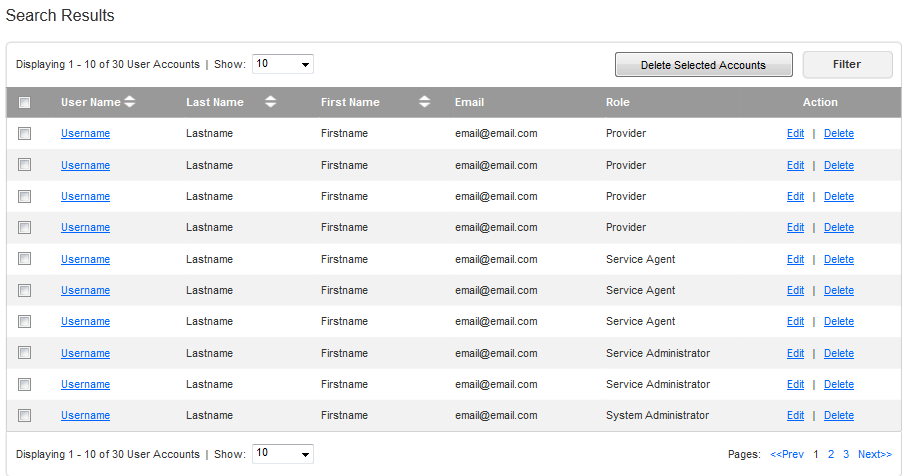 Search Results
Displaying 1 - 10 of 30 User Accounts | Show: 10 Delete Selected Accounts Filter
User Name Last Name First Name Email Role Action
Username Lastname Firstname email@email.com Provider Edit | Delete
Username Lastname Firstname email@email.com Provider Edit | Delete
Username Lastname Firstname email@email.com Provider Edit | Delete
Username Lastname Firstname email@email.com Provider Edit | Delete
Username Lastname Firstname email@email.com Service Agent Edit | Delete
Username Lastname Firstname email@email.com Service Agent Edit | Delete
Username Lastname Firstname email@email.com Service Agent Edit | Delete
Username Lastname Firstname email@email.com Service Administrator Edit | Delete
Username Lastname Firstname email@email.com Service Administrator Edit | Delete
Username Lastname Firstname email@email.com System Administrator Edit | Delete
Displaying 1 - 10 of 30 User Accounts | Show: 10 Pages: <<Prev 1 2 3 Next>>